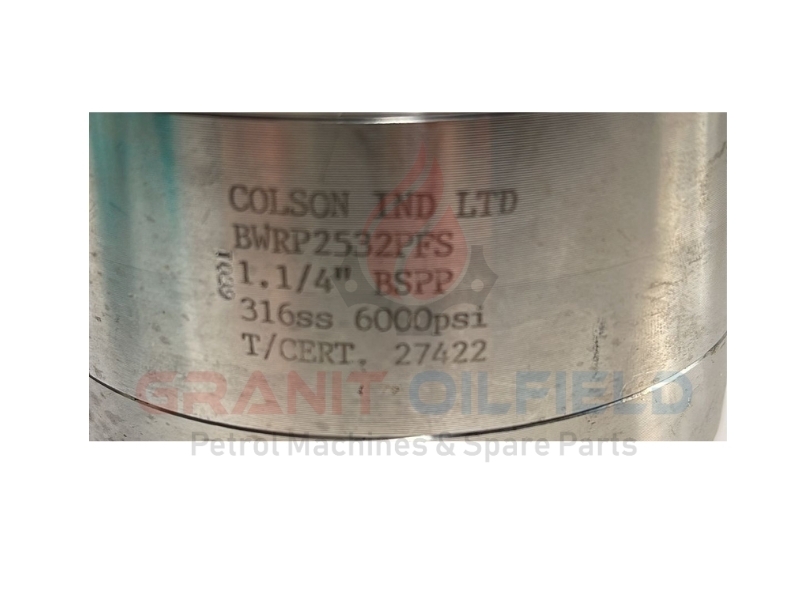 COLSON IND LTD
BWRP2532PFS
1.1/4" BSPP
316ss 6000psi
T/CERT. 27422
GRANIT OILFIELD
Petrol Machines & Spare Parts